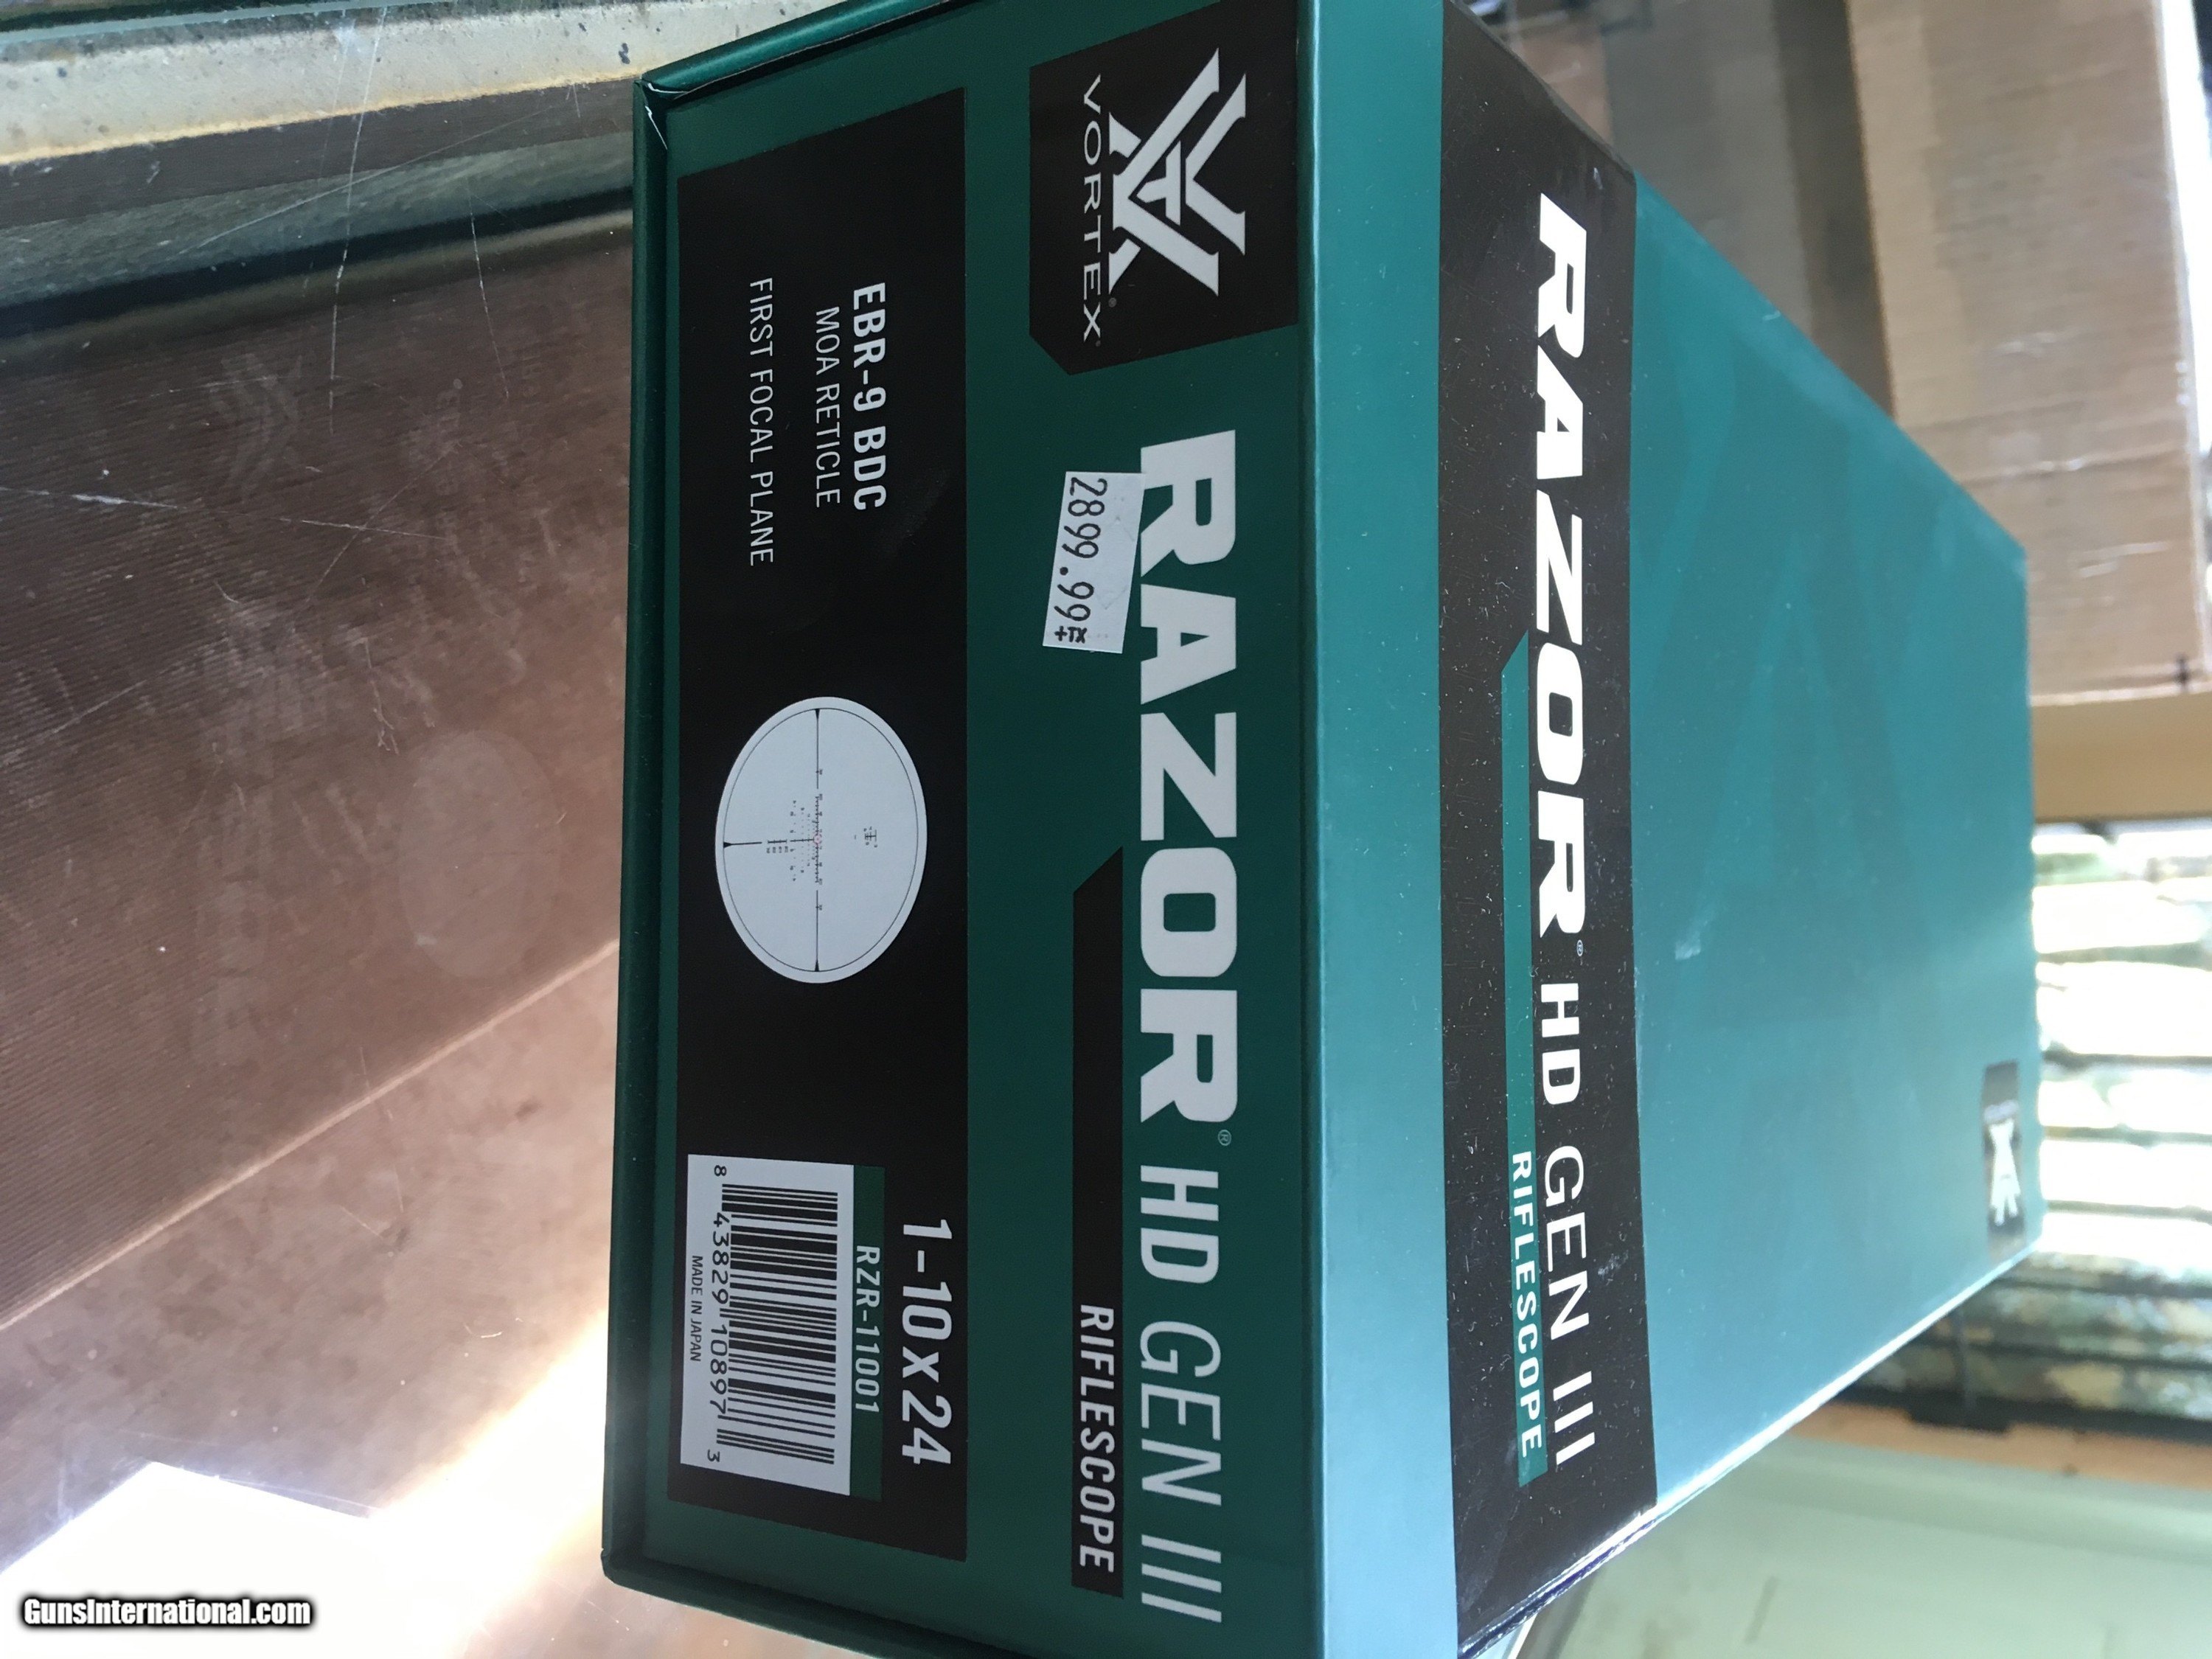 VORTEX®
RAZOR® HD GEN III
RIFLESCOPE
2899.99
+TX
EBR-9 BDC
MOA RETICLE
FIRST FOCAL PLANE
1-10x24
RZR-11001
8 43829 10897 3
MADE IN JAPAN
RAZOR® HD GEN III
RIFLESCOPE
GunsInternational.com